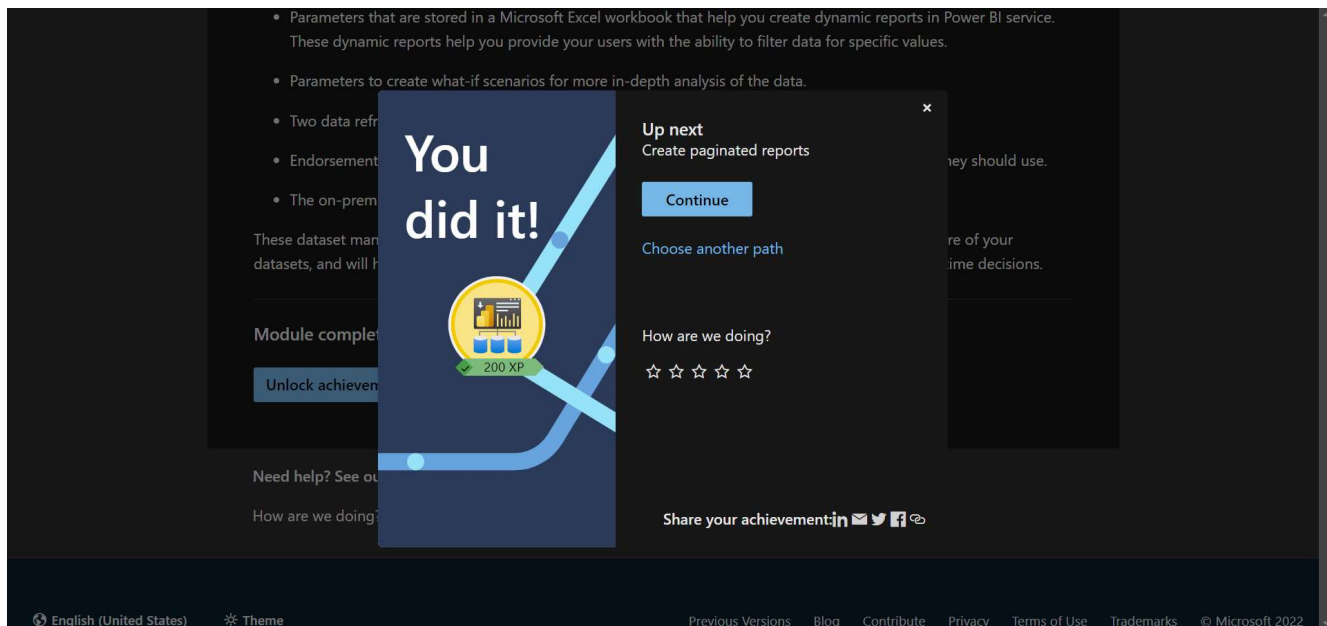 Parameters that are stored in a Microsoft Excel workbook that help you create dynamic reports in Power BI service.
These dynamic reports help you provide your users with the ability to filter data for specific values.
Parameters to create what-if scenarios for more in-depth analysis of the data.
Two data refr
Endorsement
hey should use.
The on-prem
These dataset man
re of your
datasets, and will h
ime decisions.
Module complet
Unlock achievem
Need help? See ou
How are we doing?
You
did it!
200 XP
×
Up next
Create paginated reports
Continue
Choose another path
How are we doing?
Share your achievement:
English (United States)
Theme
Previous Versions
Blog
Contribute
Privacy
Terms of Use
Trademarks
© Microsoft 2022